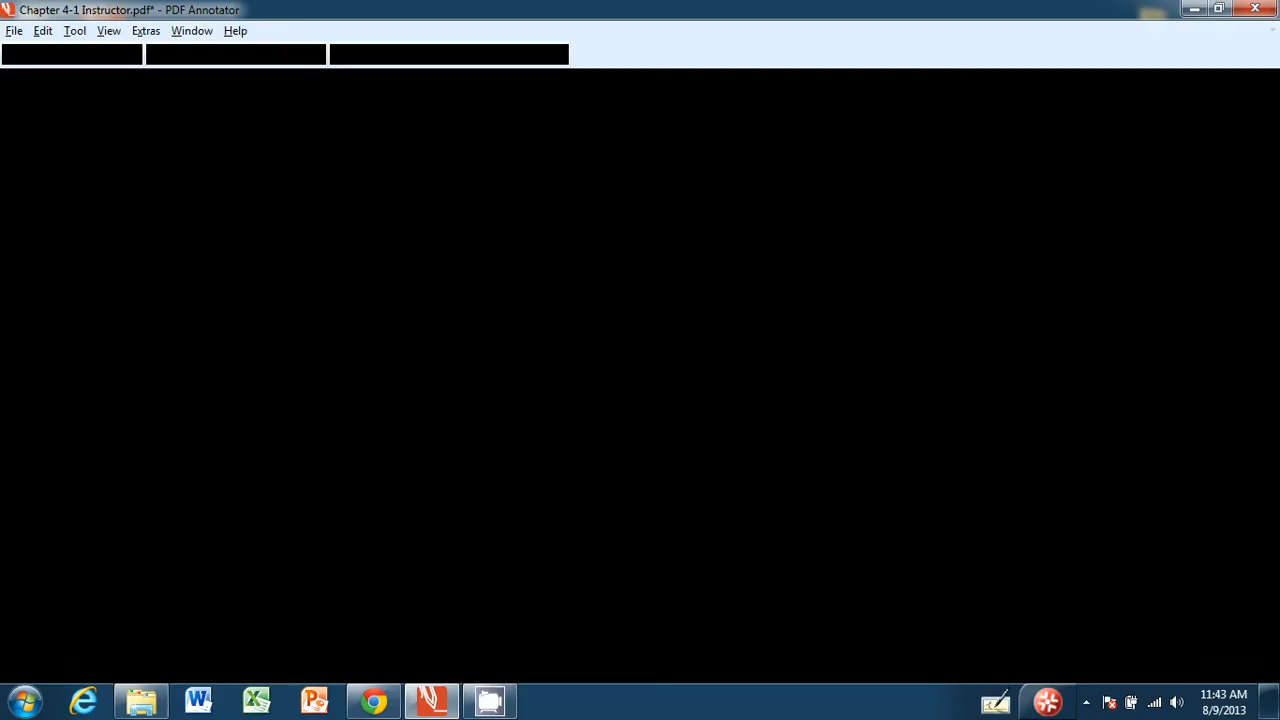 Chapter 4-1 Instructor.pdf* - PDF Annotator
File Edit Tool View Extras Window Help
11:43 AM
8/9/2013